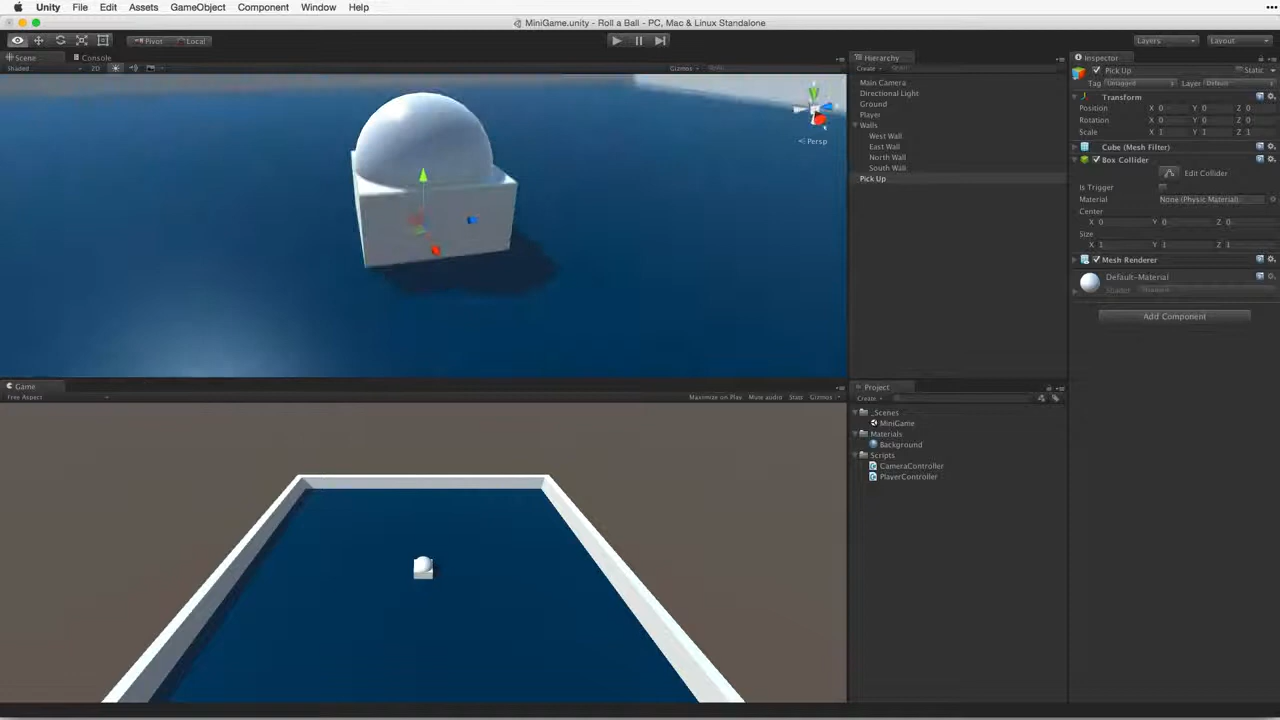 Unity File Edit Assets GameObject Component Window Help
MiniGame.unity - Roll a Ball - PC, Mac & Linux Standalone
Pivot Local Layers Layout
Scene Console
Shaded 2D Gizmos
Persp
Hierarchy
Create
Main Camera
Directional Light
Ground
Player
Walls
West Wall
East Wall
North Wall
South Wall
Pick Up
Inspector
Pick Up Static
Tag Untagged Layer Default
Transform
Position X 0 Y 0 Z 0
Rotation X 0 Y 0 Z 0
Scale X 1 Y 1 Z 1
Cube (Mesh Filter)
Box Collider
Edit Collider
Is Trigger
Material None (Physic Material)
Center
X 0 Y 0 Z 0
Size
X 1 Y 1 Z 1
Mesh Renderer
Default-Material
Shader Standard
Add Component
Game
Free Aspect Maximize on Play Mute audio Stats Gizmos
Project
Create
_Scenes
MiniGame
Materials
Background
Scripts
CameraController
PlayerController